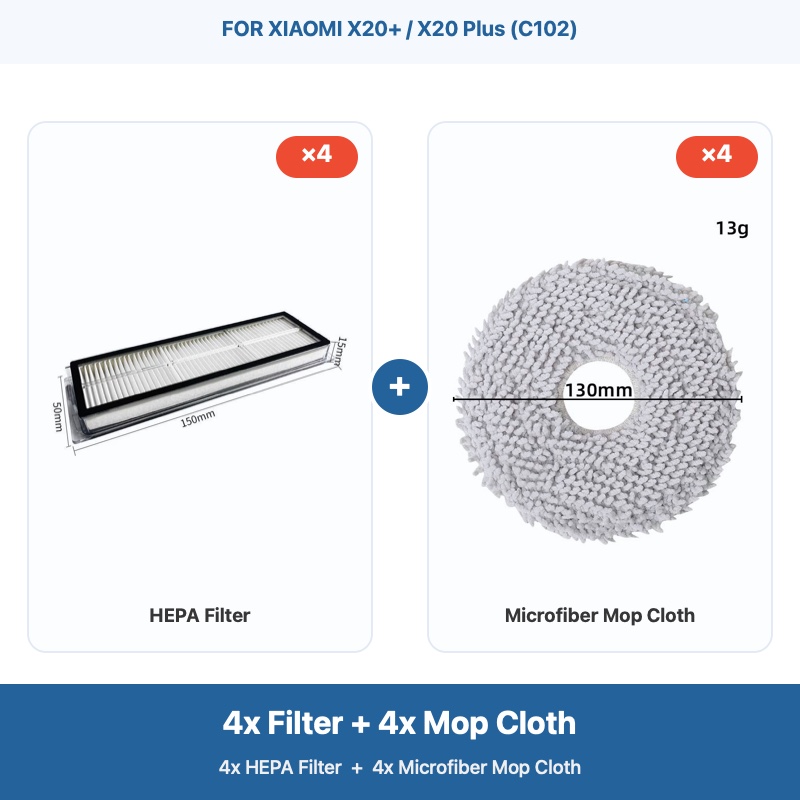 FOR XIAOMI X20+ / X20 Plus (C102)
×4
×4
13g
15mm
50mm
150mm
+
130mm
HEPA Filter
Microfiber Mop Cloth
4x Filter + 4x Mop Cloth
4x HEPA Filter + 4x Microfiber Mop Cloth